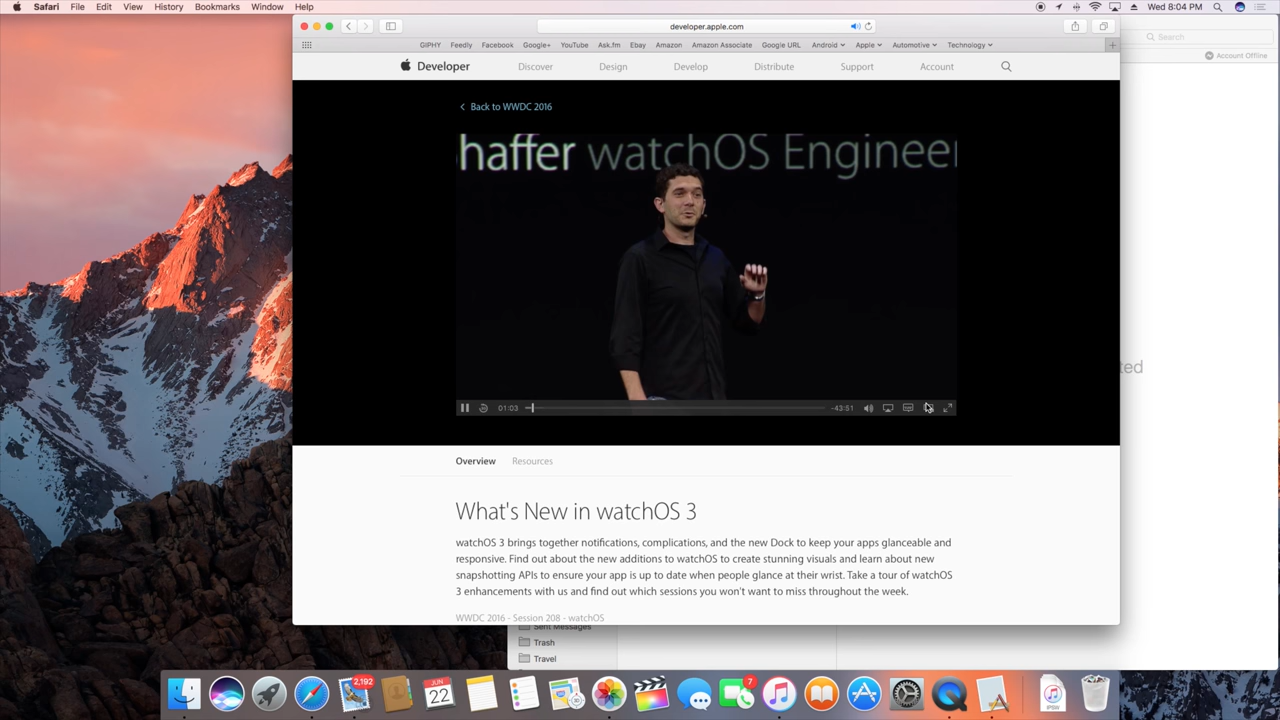 Safari File Edit View History Bookmarks Window Help Wed 8:04 PM
developer.apple.com
Search
GIPHY Feedly Facebook Google+ YouTube Ask.fm Ebay Amazon Amazon Associate Google URL Android Apple Automotive Technology
Account Offline
Developer Discover Design Develop Distribute Support Account
Back to WWDC 2016
haffer watchOS Engineer
ted
01:03 -43:51
Overview Resources
What's New in watchOS 3
watchOS 3 brings together notifications, complications, and the new Dock to keep your apps glanceable and
responsive. Find out about the new additions to watchOS to create stunning visuals and learn about new
snapshotting APIs to ensure your app is up to date when people glance at their wrist. Take a tour of watchOS
3 enhancements with us and find out which sessions you won't want to miss throughout the week.
WWDC 2016 - Session 208 - watchOS
Sent Messages
Trash
Travel
2,192
JUN
22
7
IPSW